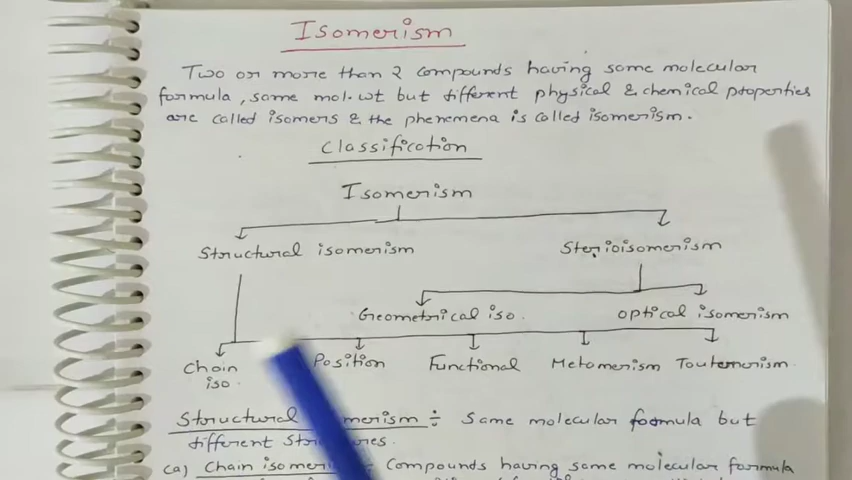 Isomerism
Two or more than 2 compounds having same molecular
formula, same mol. wt but different physical & chemical properties
are called isomers & the phenemena is called isomerism.
Classification
Isomerism
Structural isomerism Sterioisomerism
Geometrical iso. optical isomerism
Chain Position Functional Metamerism Toutemerism
iso.
Structural ÷ Same molecular formula but
different
(a) Chain compounds having same molecular formula